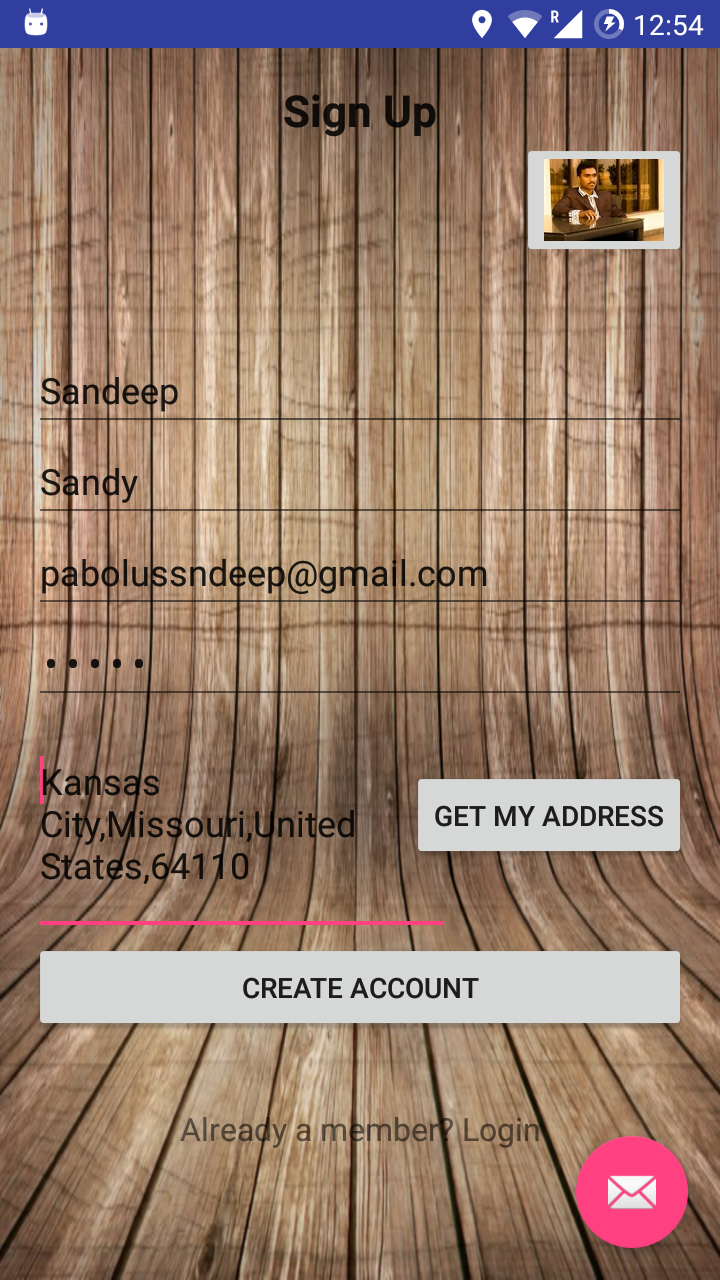 R 12:54
Sign Up
Sandeep
Sandy
pabolussndeep@gmail.com
•••••
Kansas
City,Missouri,United
States,64110
GET MY ADDRESS
CREATE ACCOUNT
Already a member? Login